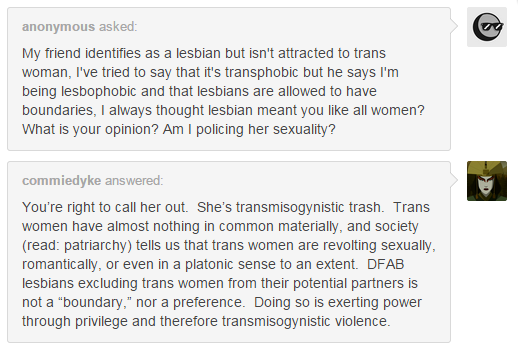 anonymous asked:
My friend identifies as a lesbian but isn't attracted to trans
woman, I've tried to say that it's transphobic but he says I'm
being lesbophobic and that lesbians are allowed to have
boundaries, I always thought lesbian meant you like all women?
What is your opinion? Am I policing her sexuality?
commiedyke answered:
You're right to call her out. She's transmisogynistic trash. Trans
women have almost nothing in common materially, and society
(read: patriarchy) tells us that trans women are revolting sexually,
romantically, or even in a platonic sense to an extent. DFAB
lesbians excluding trans women from their potential partners is
not a “boundary,” nor a preference. Doing so is exerting power
through privilege and therefore transmisogynistic violence.